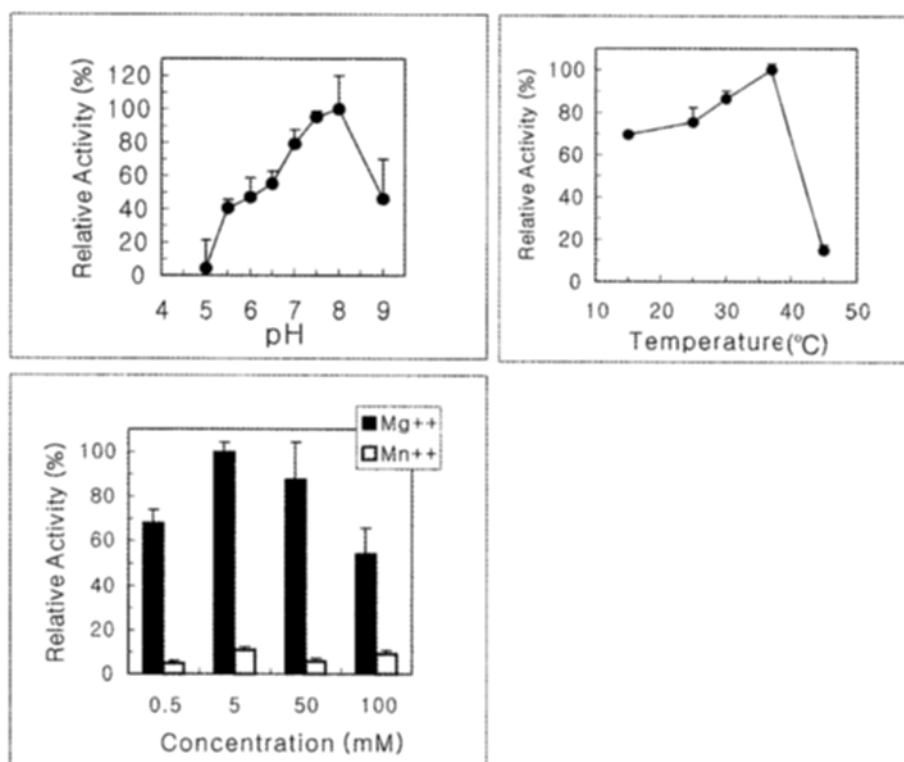 120
100
80
60
40
20
0
Relative Activity (%)
4 5 6 7 8 9
pH
100
80
60
40
20
0
Relative Activity (%)
10 20 30 40 50
Temperature(°C)
Mg++
Mn++
100
80
60
40
20
0
Relative Activity (%)
0.5 5 50 100
Concentration (mM)